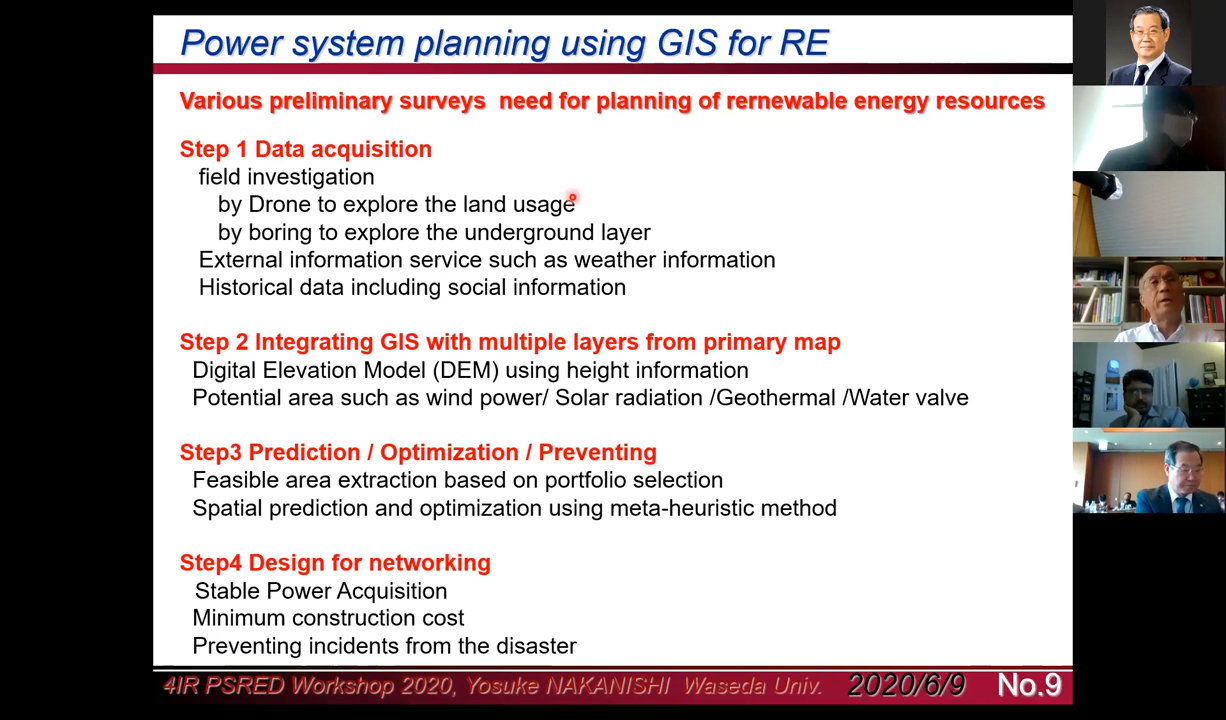 Power system planning using GIS for RE
Various preliminary surveys need for planning of rernewable energy resources
Step 1 Data acquisition
field investigation
by Drone to explore the land usage
by boring to explore the underground layer
External information service such as weather information
Historical data including social information
Step 2 Integrating GIS with multiple layers from primary map
Digital Elevation Model (DEM) using height information
Potential area such as wind power/ Solar radiation /Geothermal /Water valve
Step3 Prediction / Optimization / Preventing
Feasible area extraction based on portfolio selection
Spatial prediction and optimization using meta-heuristic method
Step4 Design for networking
Stable Power Acquisition
Minimum construction cost
Preventing incidents from the disaster
4IR PSRED Workshop 2020, Yosuke NAKANISHI Waseda Univ. 2020/6/9 No.9